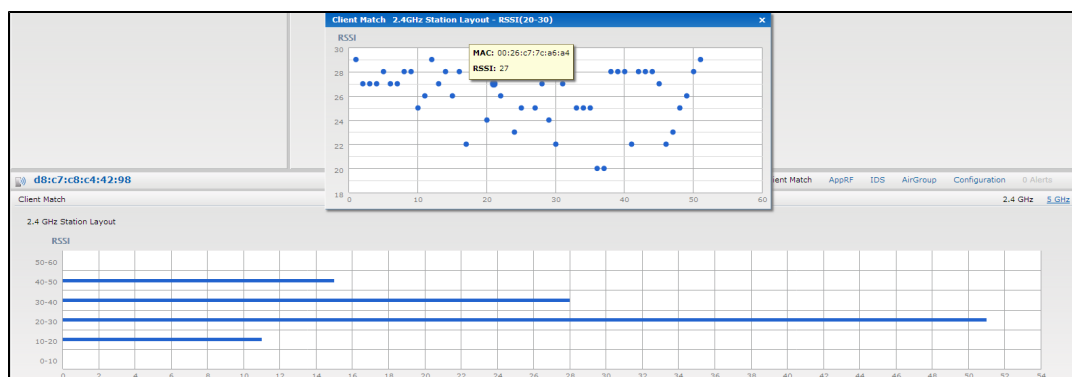 Client Match 2.4GHz Station Layout - RSSI(20-30) ×
RSSI
MAC: 00:26:c7:7c:a6:a4
RSSI: 27
30
28
26
24
22
20
18
0 10 20 30 40 50 60
d8:c7:c8:c4:42:98
ient Match AppRF IDS AirGroup Configuration 0 Alerts
Client Match 2.4 GHz 5 GHz
2.4 GHz Station Layout
RSSI
50-60
40-50
30-40
20-30
10-20
0-10
0 2 4 6 8 10 12 14 16 18 20 22 24 26 28 30 32 34 36 38 40 42 44 46 48 50 52 54